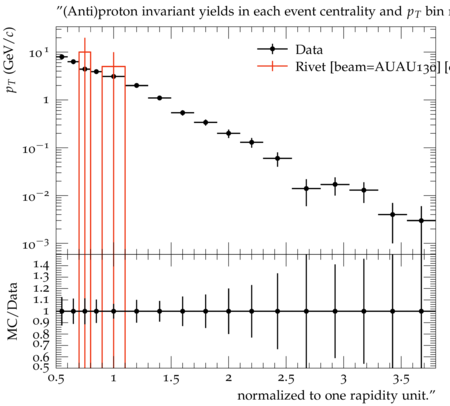 "(Anti)proton invariant yields in each event centrality and p_T bin
p_T (GeV/c)
Data
Rivet [beam=AUAU130]
10^1
1
10^−1
10^−2
10^−3
MC/Data
1.4
1.3
1.2
1.1
1
0.9
0.8
0.7
0.6
0.5
0.5 1 1.5 2 2.5 3 3.5
normalized to one rapidity unit."